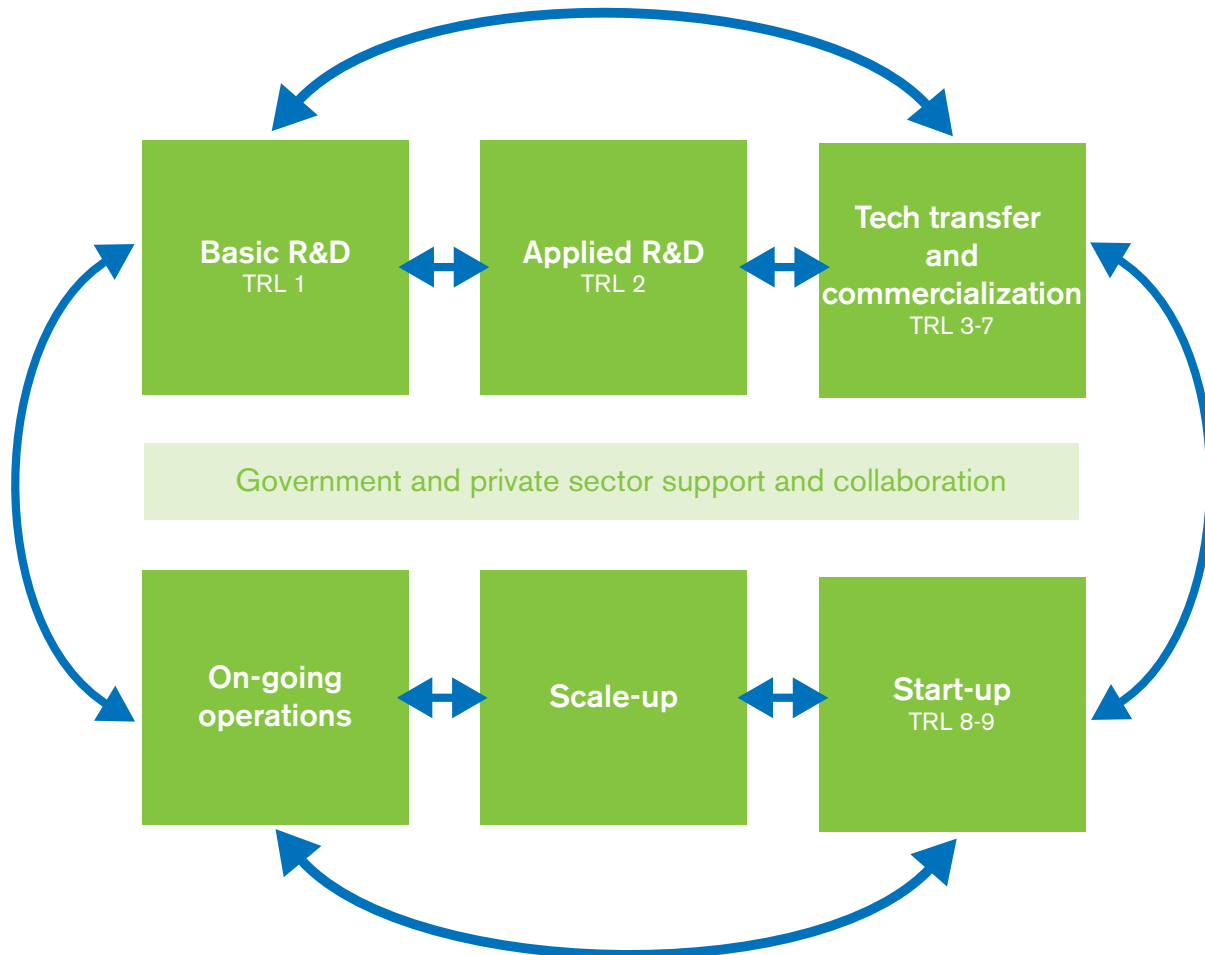 Basic R&D
TRL 1
Applied R&D
TRL 2
Tech transfer
and
commercialization
TRL 3-7
Government and private sector support and collaboration
On-going
operations
Scale-up
Start-up
TRL 8-9